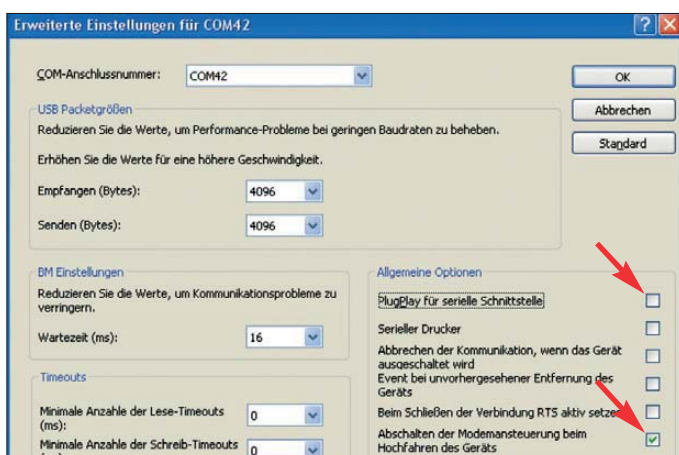 Erweiterte Einstellungen für COM42
COM-Anschlussnummer:
COM42
OK
Abbrechen
Standard
USB Packetgrößen
Reduzieren Sie die Werte, um Performance-Probleme bei geringen Baudraten zu beheben.
Erhöhen Sie die Werte für eine höhere Geschwindigkeit.
Empfangen (Bytes):
4096
Senden (Bytes):
4096
BM Einstellungen
Reduzieren Sie die Werte, um Kommunikationsprobleme zu
verringern.
Wartezeit (ms):
16
Timeouts
Minimale Anzahle der Lese-Timeouts
(ms):
0
Minimale Anzahle der Schreib-Timeouts
0
Allgemeine Optionen
PlugPlay für serielle Schnittstelle
Serieller Drucker
Abbrechen der Kommunikation, wenn das Gerät
ausgeschaltet wird
Event bei unvorhergesehener Entfernung des
Geräts
Beim Schließen der Verbindung RTS aktiv setzen
Abschalten der Modemansteuerung beim
Hochfahren des Geräts